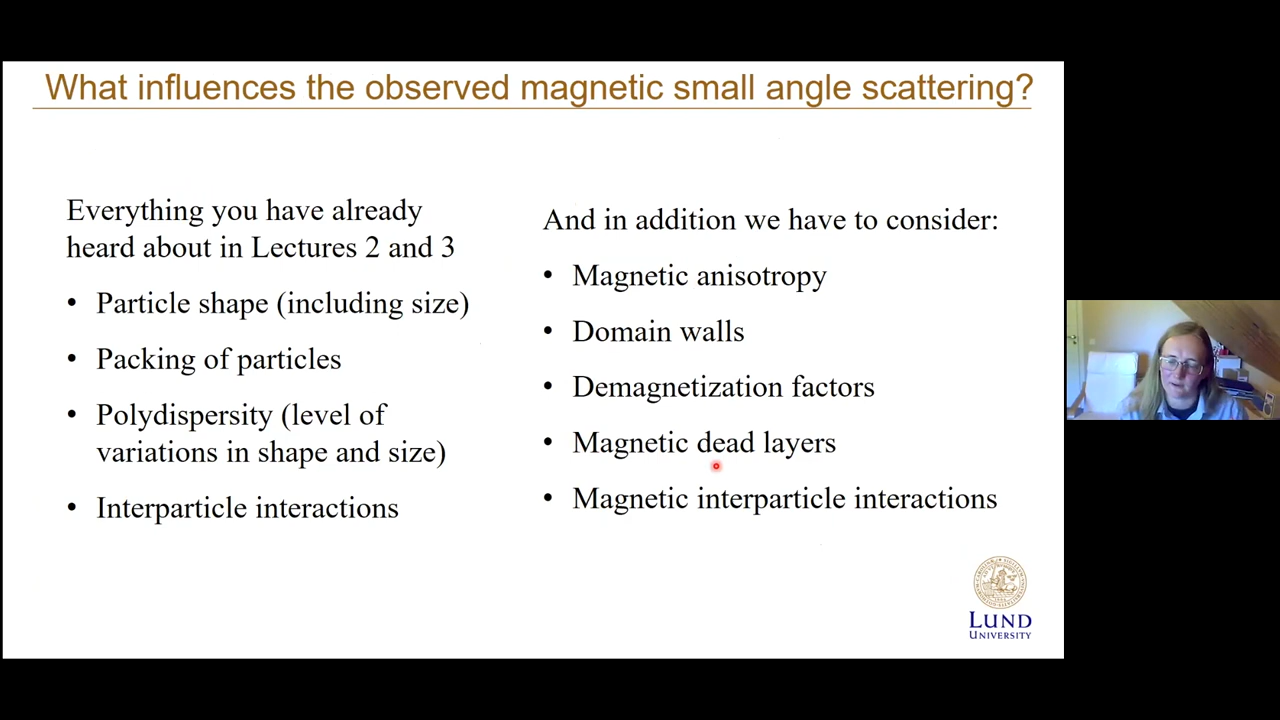 What influences the observed magnetic small angle scattering?
Everything you have already
heard about in Lectures 2 and 3
• Particle shape (including size)
• Packing of particles
• Polydispersity (level of
variations in shape and size)
• Interparticle interactions
And in addition we have to consider:
• Magnetic anisotropy
• Domain walls
• Demagnetization factors
• Magnetic dead layers
• Magnetic interparticle interactions
LUND
UNIVERSITY